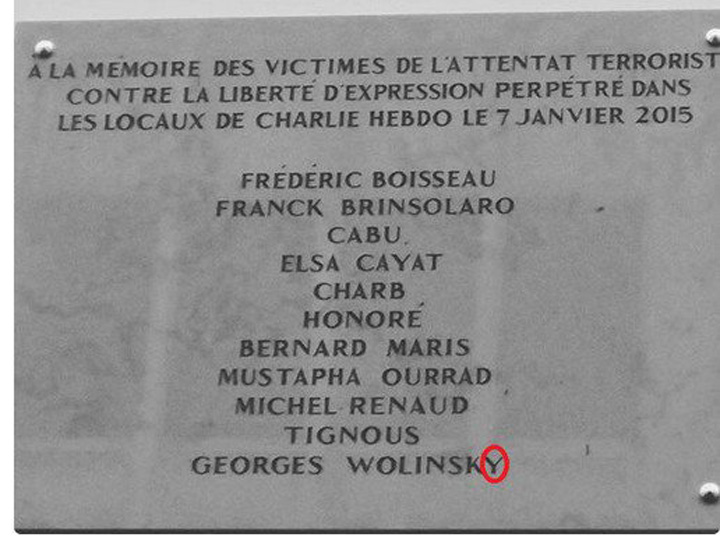 À LA MÉMOIRE DES VICTIMES DE L'ATTENTAT TERRORIST
CONTRE LA LIBERTÉ D'EXPRESSION PERPÉTRÉ DANS
LES LOCAUX DE CHARLIE HEBDO LE 7 JANVIER 2015
FRÉDÉRIC BOISSEAU
FRANCK BRINSOLARO
CABU
ELSA CAYAT
CHARB
HONORÉ
BERNARD MARIS
MUSTAPHA OURRAD
MICHEL RENAUD
TIGNOUS
GEORGES WOLINSKY